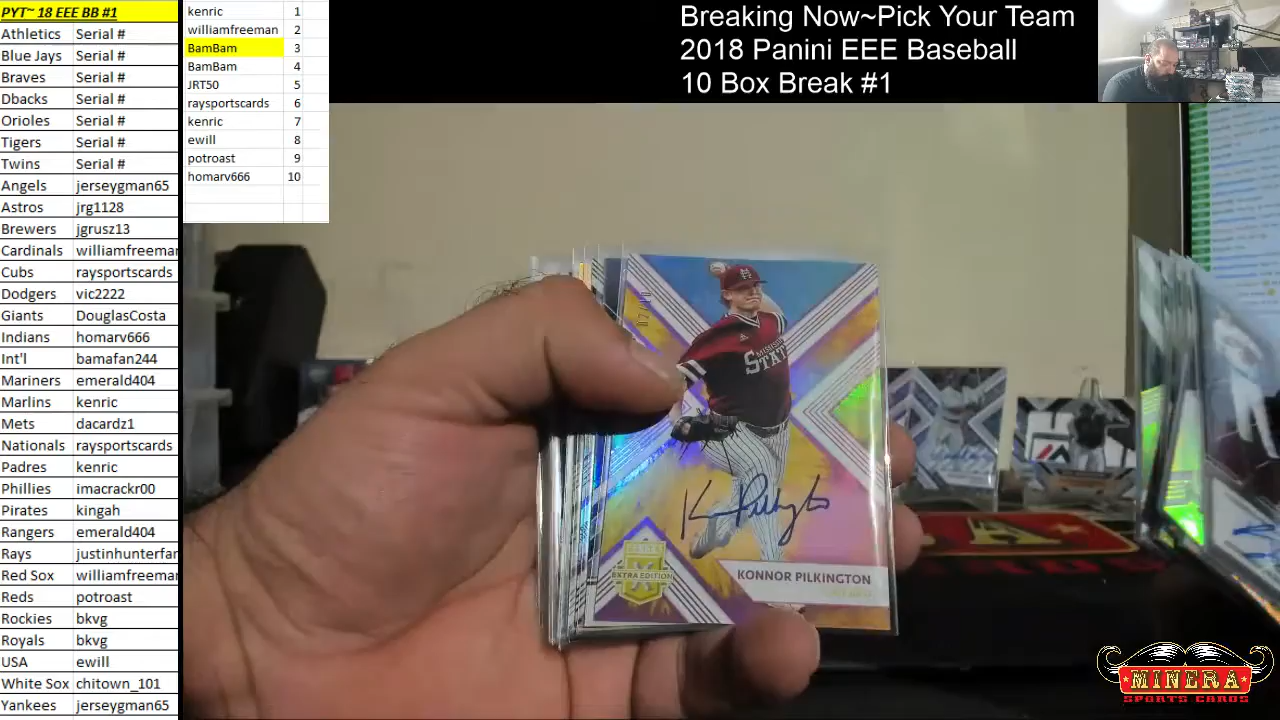 PYT~ 18 EEE BB #1
Athletics Serial #
Blue Jays Serial #
Braves Serial #
Dbacks Serial #
Orioles Serial #
Tigers Serial #
Twins Serial #
Angels jerseygman65
Astros jrg1128
Brewers jgrusz13
Cardinals williamfreeman
Cubs raysportscards
Dodgers vic2222
Giants DouglasCosta
Indians homarv666
Int'l bamafan244
Mariners emerald404
Marlins kenric
Mets dacardz1
Nationals raysportscards
Padres kenric
Phillies imacrackr00
Pirates kingah
Rangers emerald404
Rays justinhunterfan
Red Sox williamfreeman
Reds potroast
Rockies bkvg
Royals bkvg
USA ewill
White Sox chitown_101
Yankees jerseygman65
kenric 1
williamfreeman 2
BamBam 3
BamBam 4
JRT50 5
raysportscards 6
kenric 7
ewill 8
potroast 9
homarv666 10
Breaking Now~Pick Your Team
2018 Panini EEE Baseball
10 Box Break #1
STATE
EXTRA EDITION
KONNOR PILKINGTON
MINERA
SPORTS CARDS